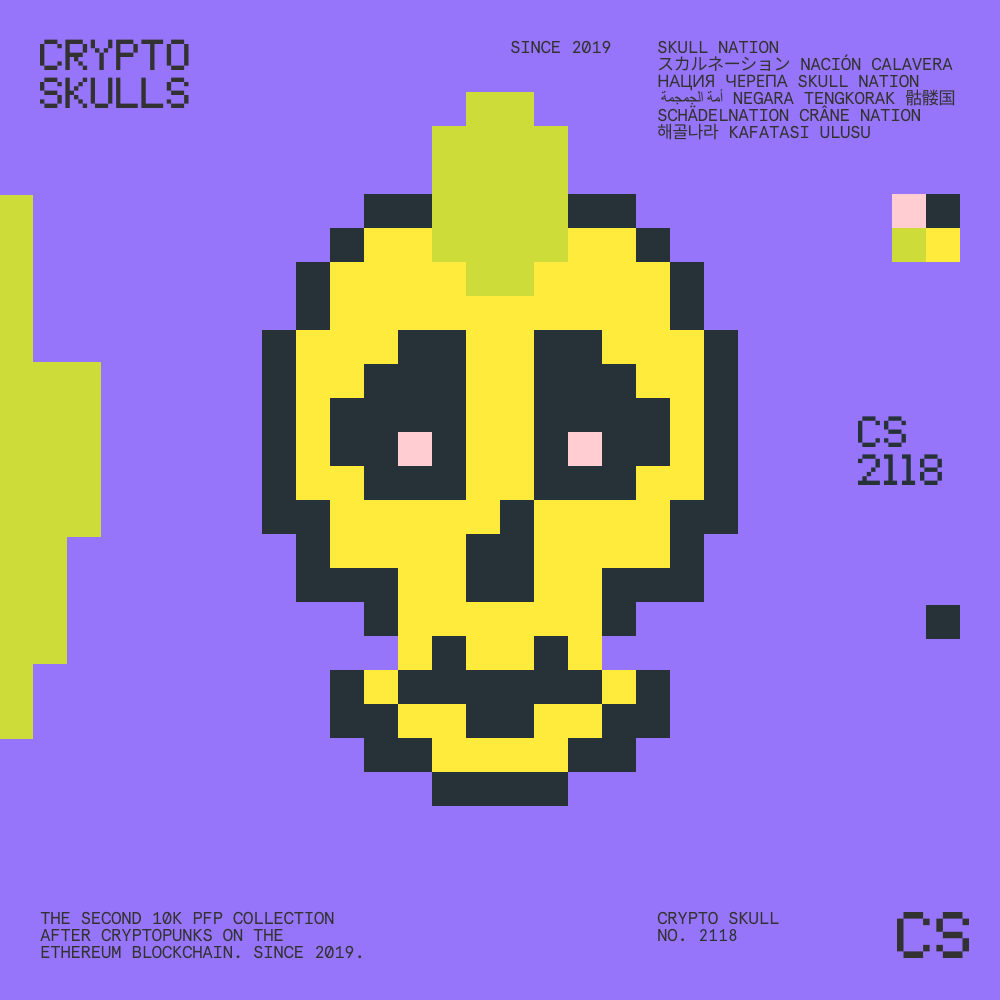 CRYPTO
SKULLS
SINCE 2019
SKULL NATION
スカルネーション NACIÓN CALAVERA
НАЦИЯ ЧЕРЕПА SKULL NATION
أمة الجمجمة NEGARA TENGKORAK 骷髅国
SCHÄDELNATION CRÂNE NATION
해골나라 KAFATASI ULUSU
CS
2118
THE SECOND 10K PFP COLLECTION
AFTER CRYPTOPUNKS ON THE
ETHEREUM BLOCKCHAIN. SINCE 2019.
CRYPTO SKULL
NO. 2118
CS